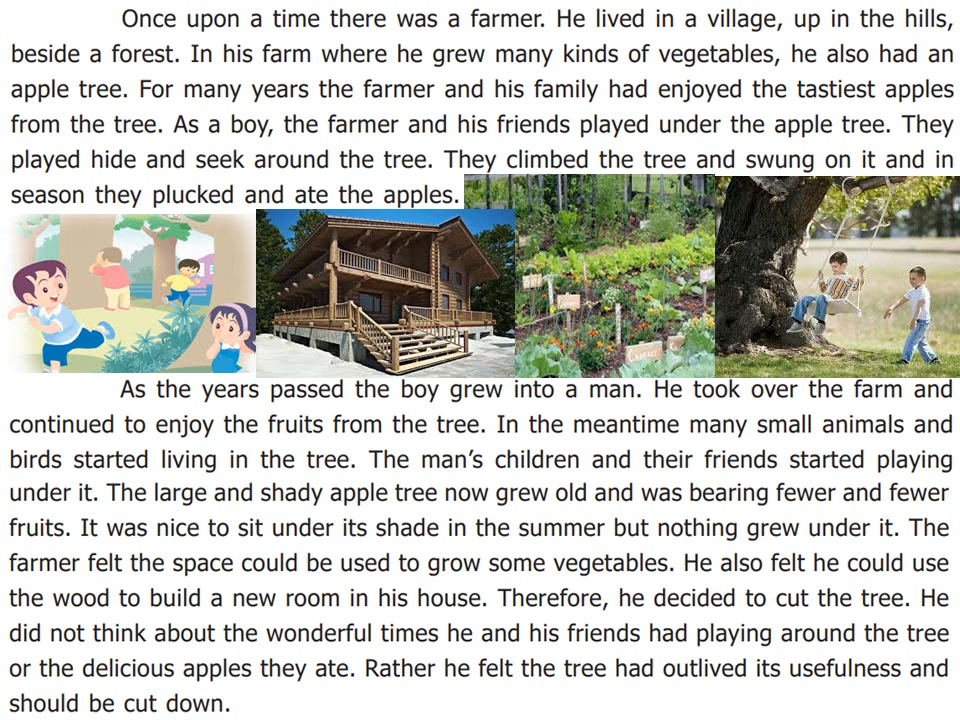 Once upon a time there was a farmer. He lived in a village, up in the hills,
beside a forest. In his farm where he grew many kinds of vegetables, he also had an
apple tree. For many years the farmer and his family had enjoyed the tastiest apples
from the tree. As a boy, the farmer and his friends played under the apple tree. They
played hide and seek around the tree. They climbed the tree and swung on it and in
season they plucked and ate the apples.
As the years passed the boy grew into a man. He took over the farm and
continued to enjoy the fruits from the tree. In the meantime many small animals and
birds started living in the tree. The man’s children and their friends started playing
under it. The large and shady apple tree now grew old and was bearing fewer and fewer
fruits. It was nice to sit under its shade in the summer but nothing grew under it. The
farmer felt the space could be used to grow some vegetables. He also felt he could use
the wood to build a new room in his house. Therefore, he decided to cut the tree. He
did not think about the wonderful times he and his friends had playing around the tree
or the delicious apples they ate. Rather he felt the tree had outlived its usefulness and
should be cut down.